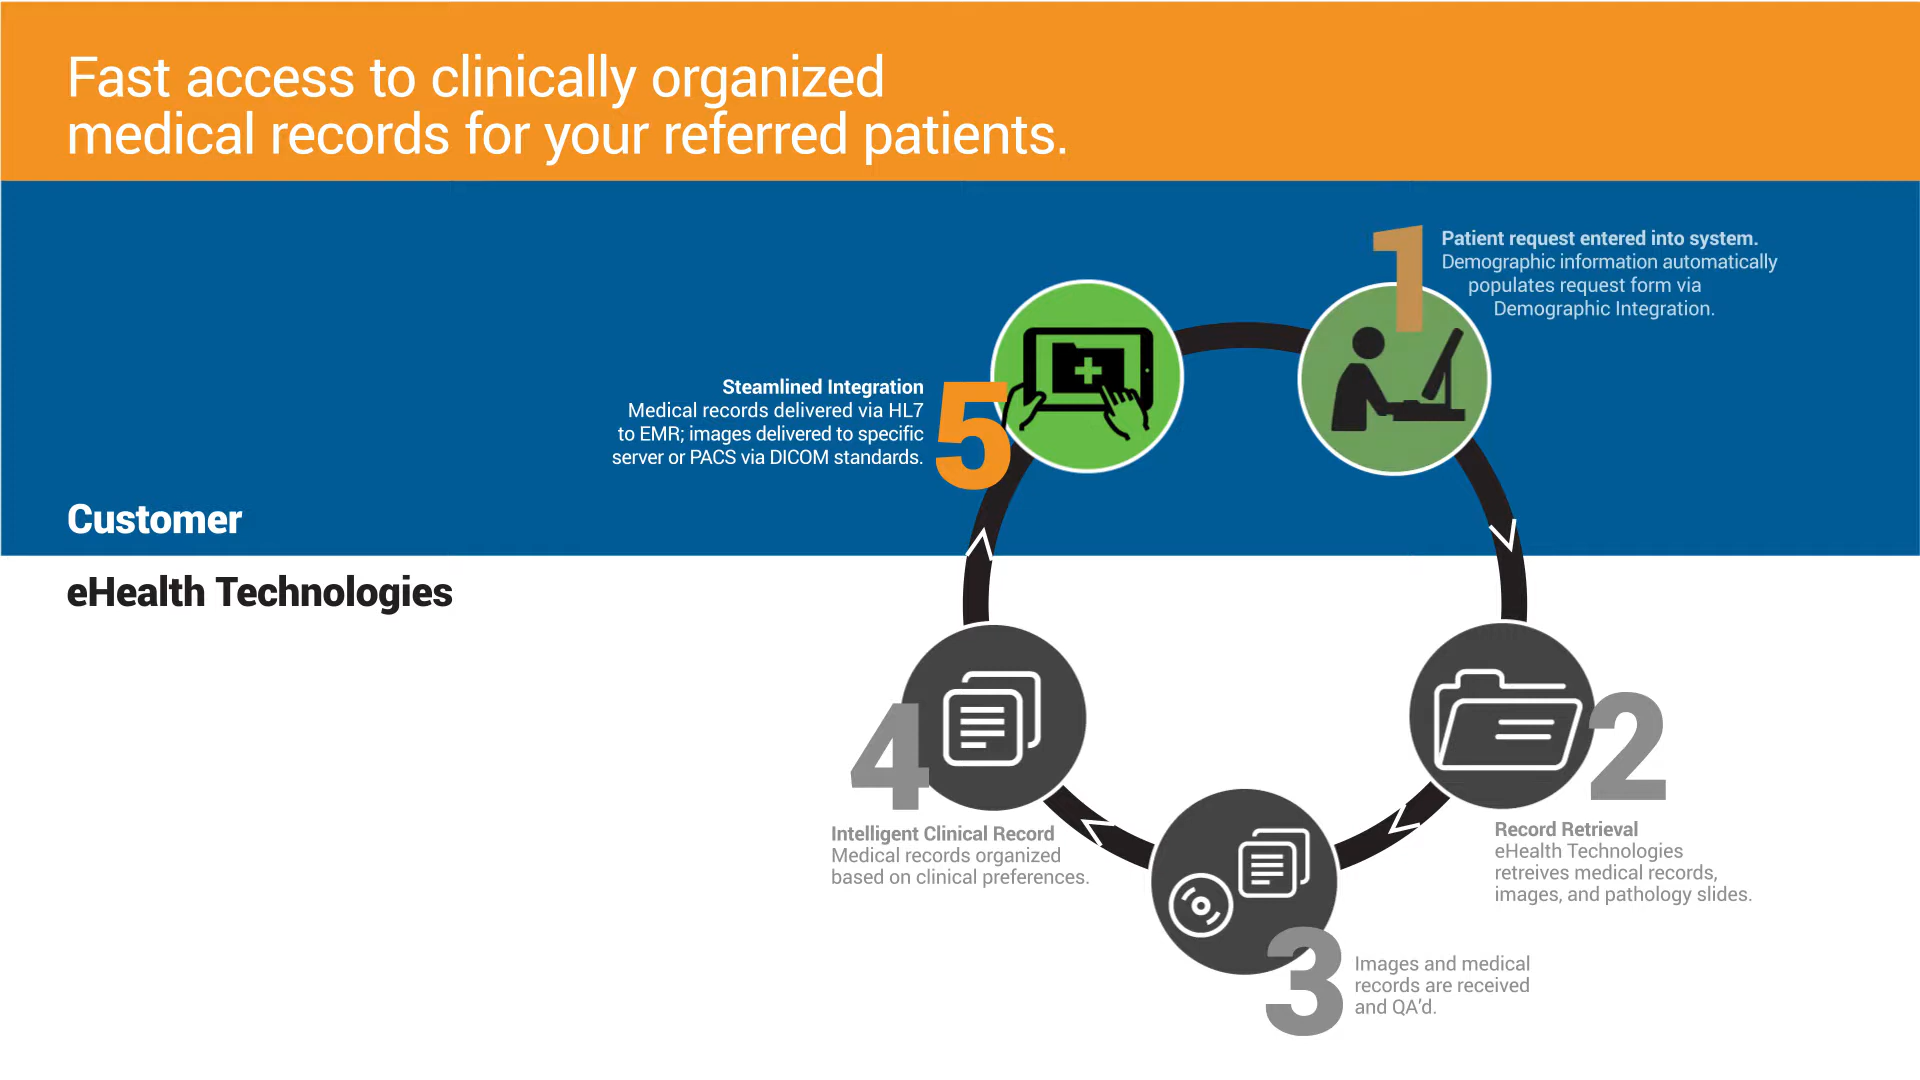 Fast access to clinically organized
medical records for your referred patients.
1
Patient request entered into system.
Demographic information automatically
populates request form via
Demographic Integration.
Steamlined Integration
Medical records delivered via HL7
to EMR; images delivered to specific
server or PACS via DICOM standards.
5
Customer
eHealth Technologies
4
Intelligent Clinical Record
Medical records organized
based on clinical preferences.
2
Record Retrieval
eHealth Technologies
retreives medical records,
images, and pathology slides.
3
Images and medical
records are received
and QA'd.